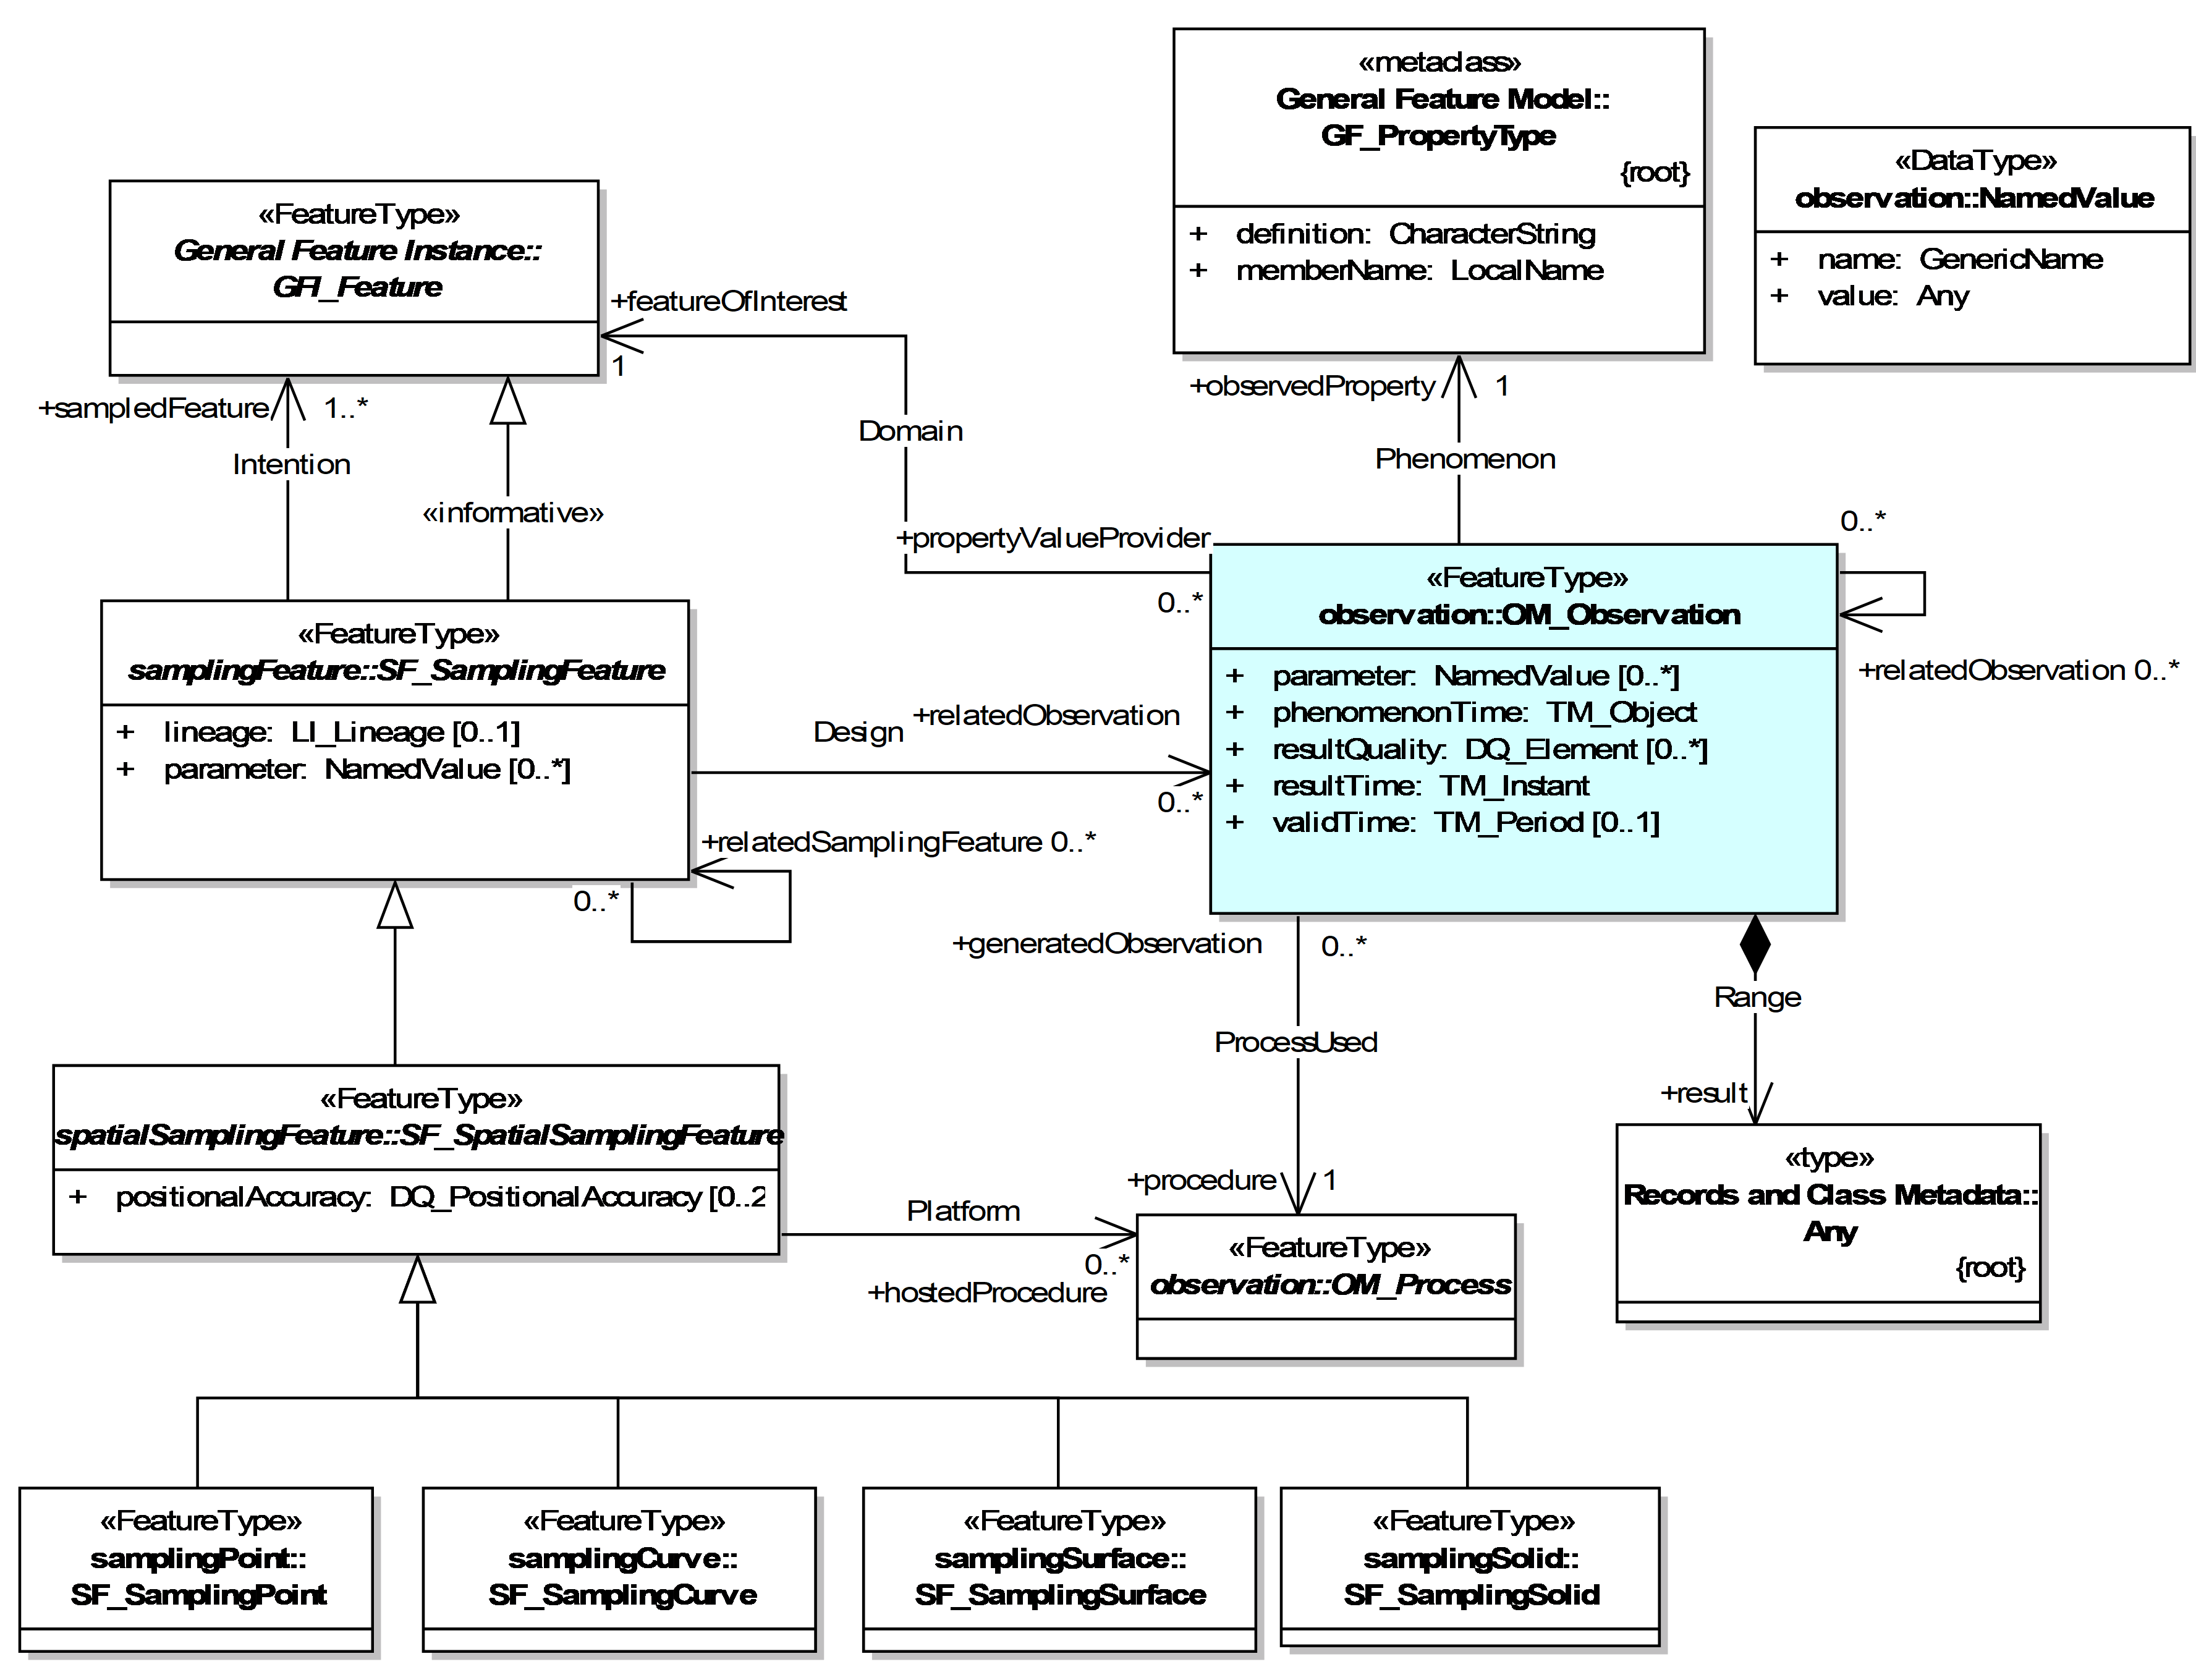 «metaclass»
General Feature Model::
GF_PropertyType
{root}
+ definition: CharacterString
+ memberName: LocalName
«DataType»
observation::NamedValue
+ name: GenericName
+ value: Any
«FeatureType»
General Feature Instance::
GFI_Feature
+featureOfInterest
1
+sampledFeature
1..*
Intention
«informative»
Domain
+propertyValueProvider
0..*
+observedProperty
1
Phenomenon
0..*
+relatedObservation 0..*
«FeatureType»
observation::OM_Observation
+ parameter: NamedValue [0..*]
+ phenomenonTime: TM_Object
+ resultQuality: DQ_Element [0..*]
+ resultTime: TM_Instant
+ validTime: TM_Period [0..1]
«FeatureType»
samplingFeature::SF_SamplingFeature
+ lineage: LI_Lineage [0..1]
+ parameter: NamedValue [0..*]
Design
+relatedObservation
0..*
+relatedSamplingFeature 0..*
0..*
+generatedObservation
0..*
ProcessUsed
+procedure
1
Range
+result
«FeatureType»
spatialSamplingFeature::SF_SpatialSamplingFeature
+ positionalAccuracy: DQ_PositionalAccuracy [0..2
Platform
0..*
+hostedProcedure
«FeatureType»
observation::OM_Process
«type»
Records and Class Metadata::
Any
{root}
«FeatureType»
samplingPoint::
SF_SamplingPoint
«FeatureType»
samplingCurve::
SF_SamplingCurve
«FeatureType»
samplingSurface::
SF_SamplingSurface
«FeatureType»
samplingSolid::
SF_SamplingSolid